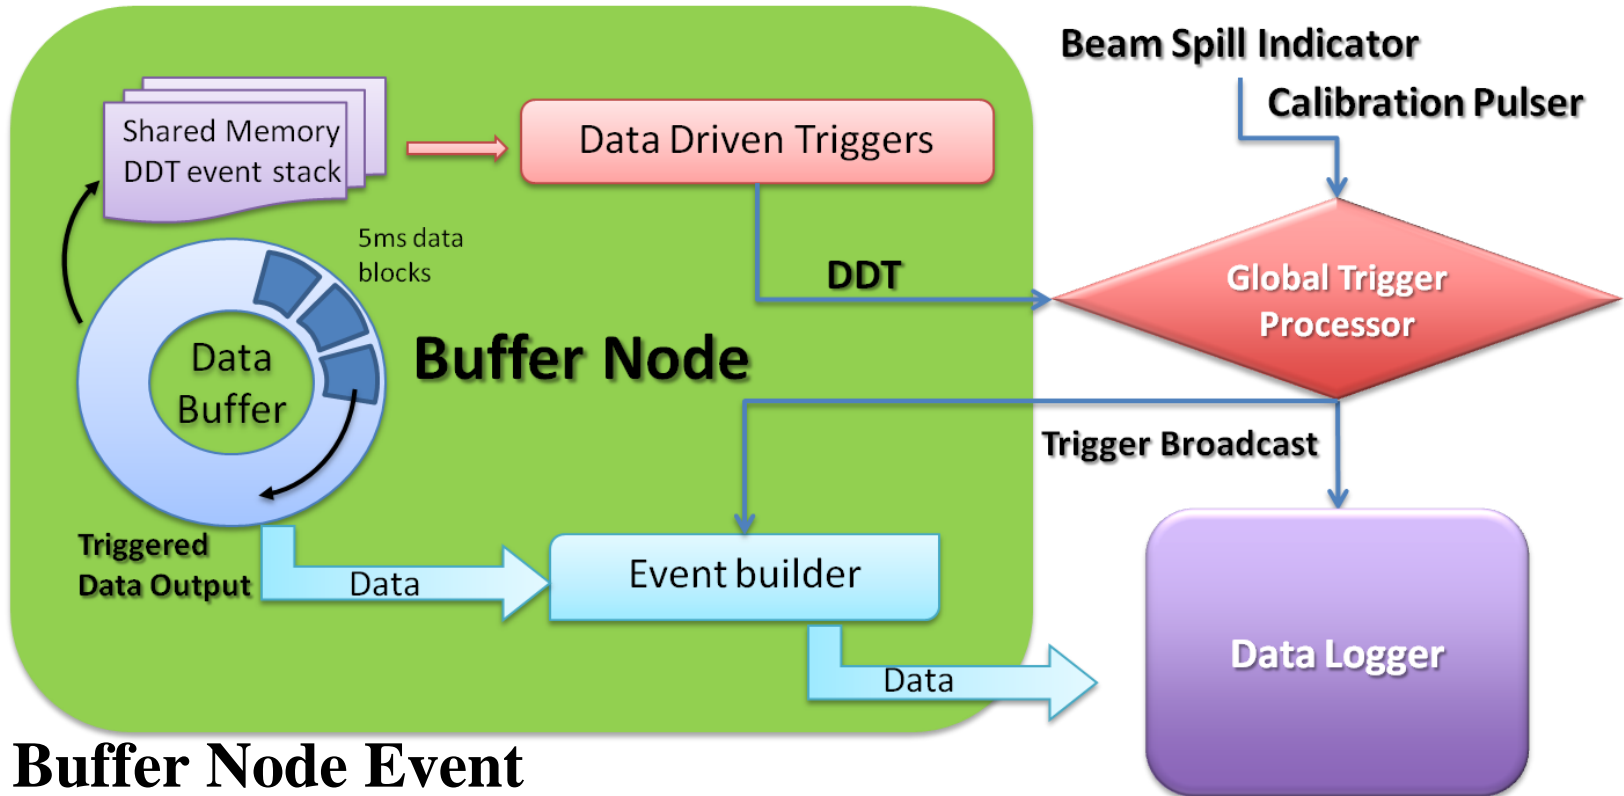 Beam Spill Indicator
Calibration Pulser
Shared Memory
DDT event stack
Data Driven Triggers
5ms data
blocks
DDT
Global Trigger
Processor
Data
Buffer
Buffer Node
Trigger Broadcast
Triggered
Data Output
Data
Event builder
Data
Data Logger
Buffer Node Event